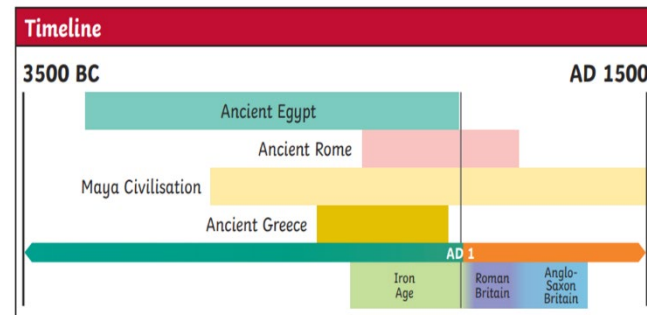 Timeline
3500 BC
AD 1500
Ancient Egypt
Ancient Rome
Maya Civilisation
Ancient Greece
AD 1
Iron
Age
Roman
Britain
Anglo-
Saxon
Britain